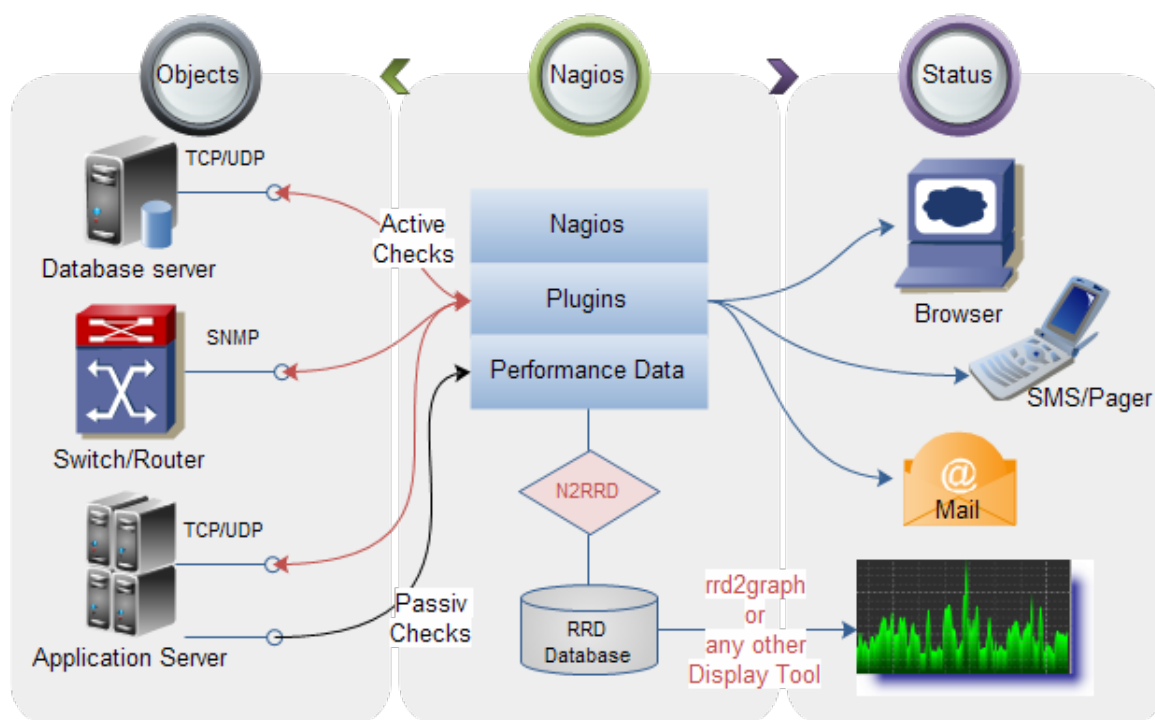 Objects
Nagios
Status
TCP/UDP
Database server
SNMP
Switch/Router
TCP/UDP
Application Server
Active
Checks
Passiv
Checks
Nagios
Plugins
Performance Data
N2RRD
RRD
Database
rrd2graph
or
any other
Display Tool
Browser
SMS/Pager
@
Mail